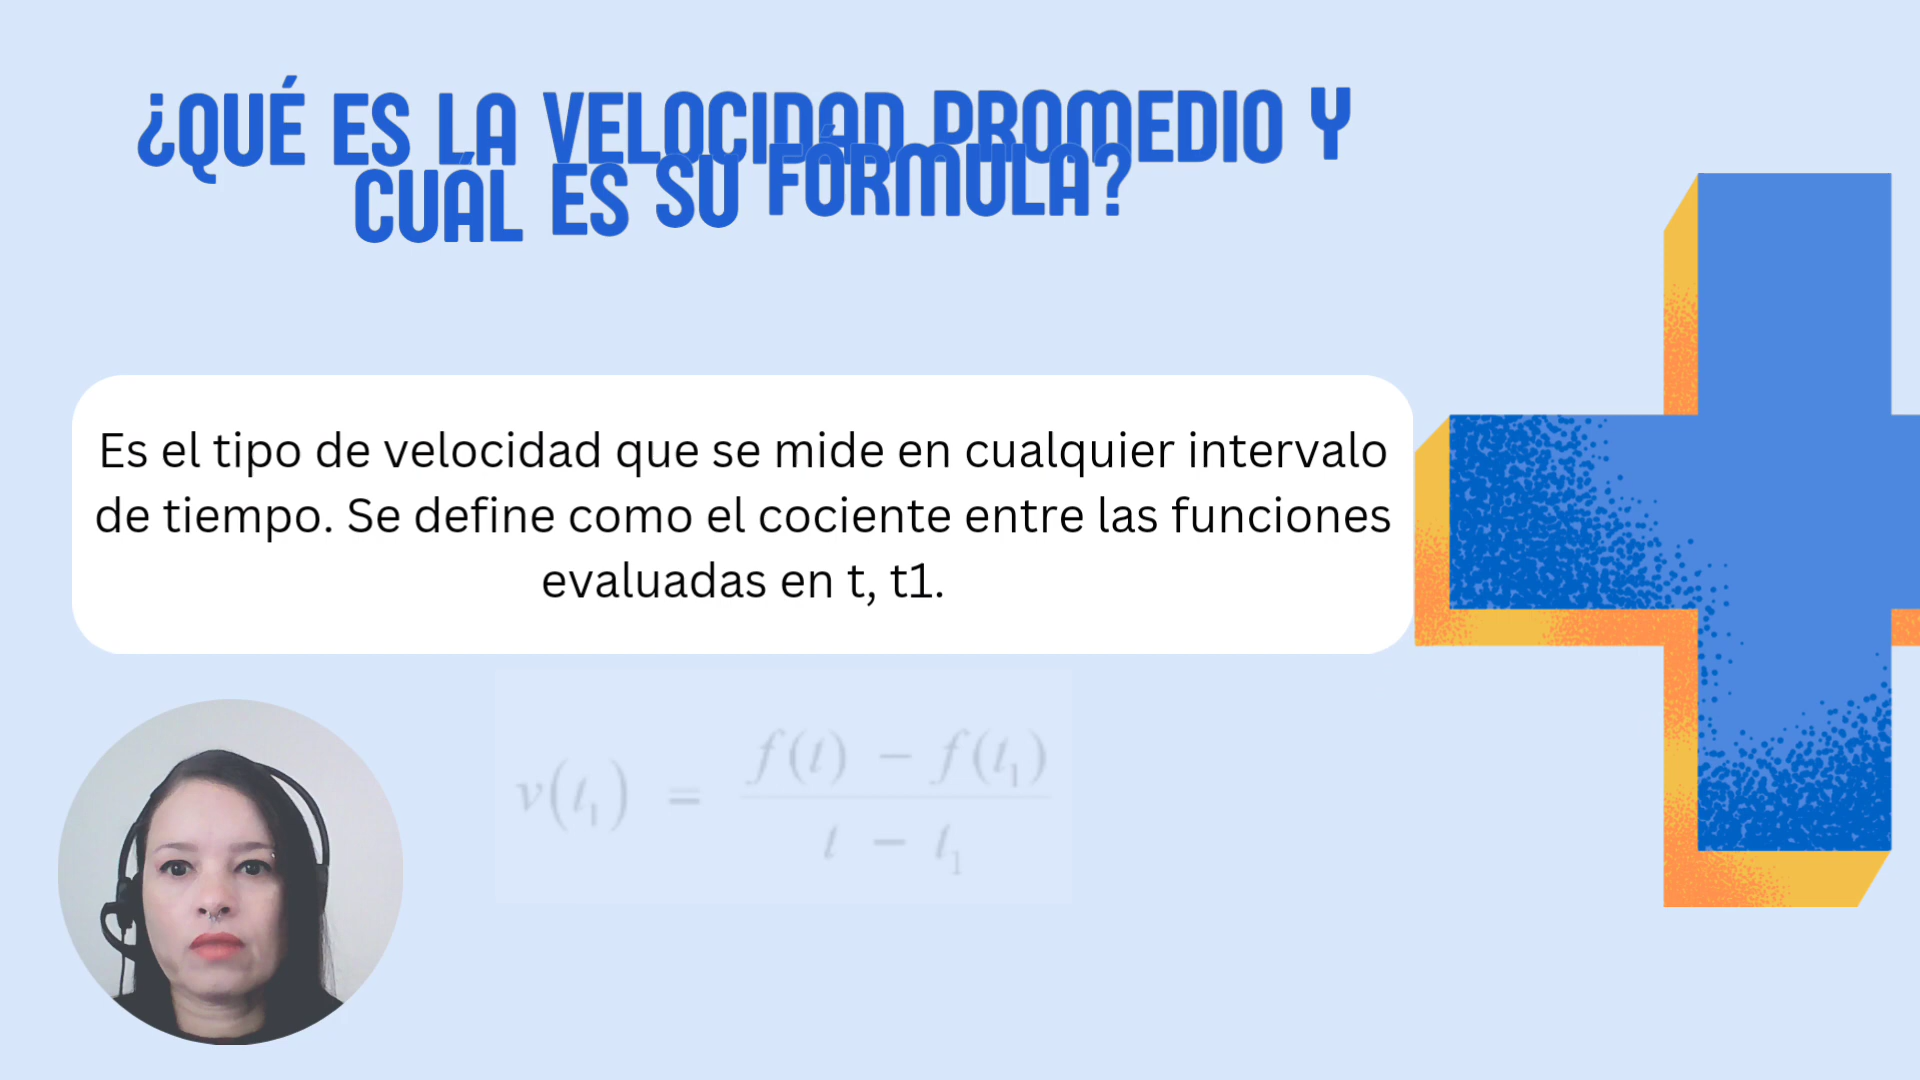 ¿QUÉ ES LA VELOCIDAD PROMEDIO Y
CUÁL ES SU FÓRMULA?
Es el tipo de velocidad que se mide en cualquier intervalo
de tiempo. Se define como el cociente entre las funciones
evaluadas en t, t1.
v(t₁) = (f(t) − f(t₁)) / (t − t₁)